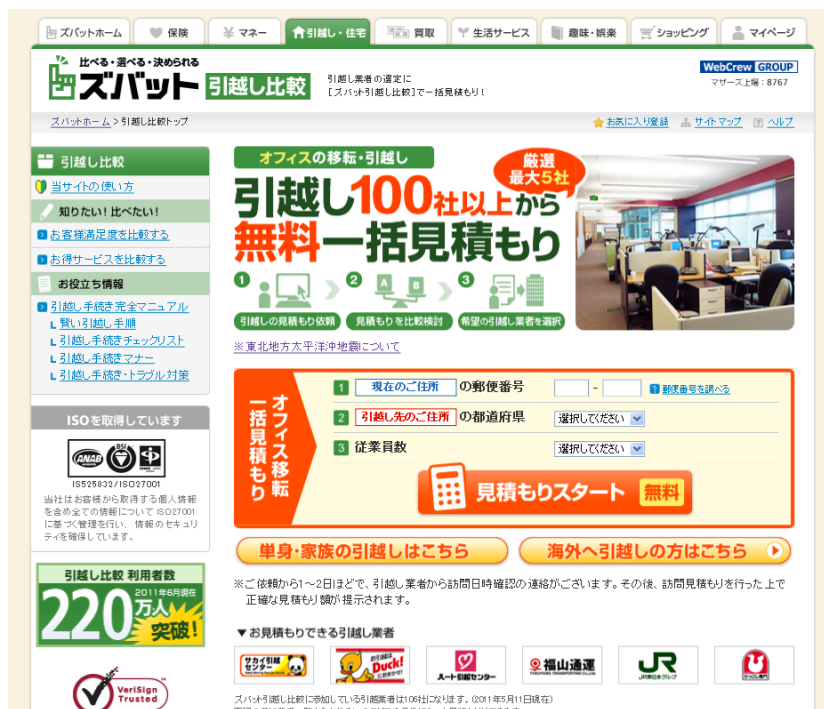 ズバットホーム
保険
マネー
引越し・住宅
買取
生活サービス
趣味・娯楽
ショッピング
マイページ
比べる・選べる・決められる
ズバット 引越し比較
引越し業者の選定に
[ズバット引越し比較]で一括見積もり!
WebCrew GROUP
マザーズ上場:8767
ズバットホーム > 引越し比較トップ
お気に入り登録
サイトマップ
ヘルプ
引越し比較
当サイトの使い方
知りたい!比べたい!
お客様満足度を比較する
お得サービスを比較する
お役立ち情報
引越し手続き完全マニュアル
賢い引越し手順
引越し手続きチェックリスト
引越し手続きマナー
引越し手続き・トラブル対策
ISOを取得しています
ANAB
BSI
IS525832/ISO27001
当社はお客様から取得する個人情報
を含め全ての情報について ISO27001
に基づく管理を行い、情報のセキュリ
ティを確保しています。
引越し比較 利用者数
2011年6月現在
220万人突破!
VeriSign
Trusted
オフィスの移転・引越し
厳選
最大5社
引越し100社以上から
無料一括見積もり
1
2
A
B
3
引越しの見積もり依頼
見積もりを比較検討
希望の引越し業者を選択
※東北地方太平洋沖地震について
オフィス移転
一括見積もり
1 現在のご住所 の郵便番号
-
郵便番号を調べる
2 引越し先のご住所 の都道府県
選択してください
3 従業員数
選択してください
見積もりスタート 無料
単身・家族の引越しはこちら
海外へ引越しの方はこちら
※ご依頼から1~2日ほどで、引越し業者から訪問日時確認の連絡がございます。その後、訪問見積もりを行った上で
正確な見積もり額が提示されます。
▼お見積もりできる引越し業者
サカイ引越
センター
Duck!
ハート引越センター
福山通運
JR
ズバット引越し比較に参加している引越業者は106社になります。(2011年5月11日現在)